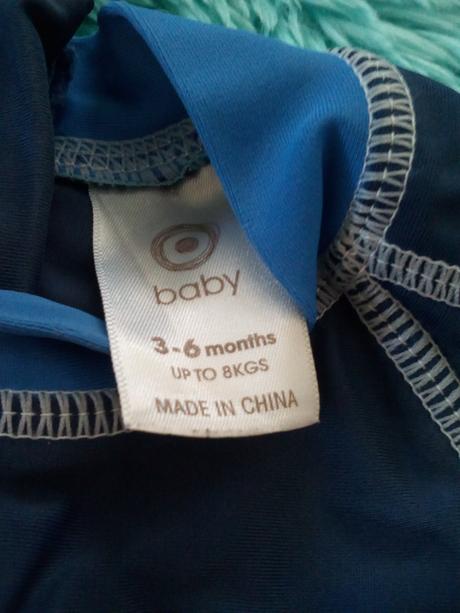 baby
3-6 months
UP TO 8KGS
MADE IN CHINA